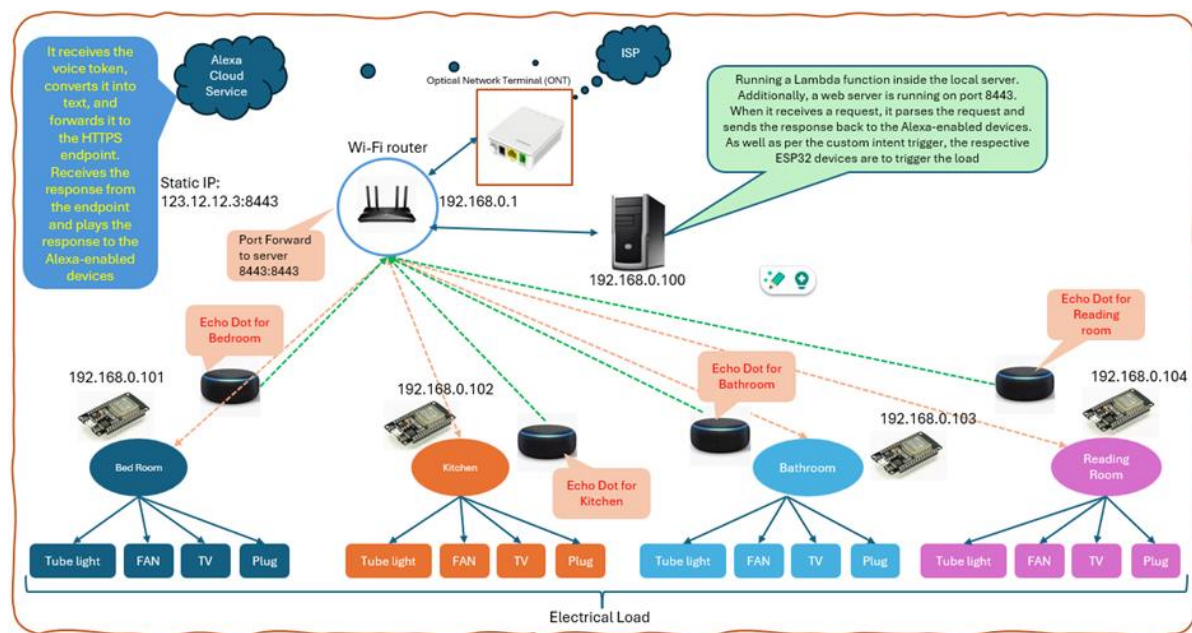 It receives the
voice token,
converts it into
text, and
forwards it to
the HTTPS
endpoint.
Receives the
response from
the endpoint
and plays the
response to the
Alexa-enabled
devices
Alexa
Cloud
Service
ISP
Optical Network Terminal (ONT)
Running a Lambda function inside the local server.
Additionally, a web server is running on port 8443.
When it receives a request, it parses the request and
sends the response back to the Alexa-enabled devices.
As well as per the custom intent trigger, the respective
ESP32 devices are to trigger the load
Wi-Fi router
Static IP:
123.12.12.3:8443
192.168.0.1
Port Forward
to server
8443:8443
192.168.0.100
Echo Dot for
Bedroom
Echo Dot for
Reading
room
Echo Dot for
Bathroom
192.168.0.101
192.168.0.102
192.168.0.104
192.168.0.103
Bed Room
Kitchen
Echo Dot for
Kitchen
Bathroom
Reading
Room
Tube light
FAN
TV
Plug
Tube light
FAN
TV
Plug
Tube light
FAN
TV
Plug
Tube light
FAN
TV
Plug
Electrical Load